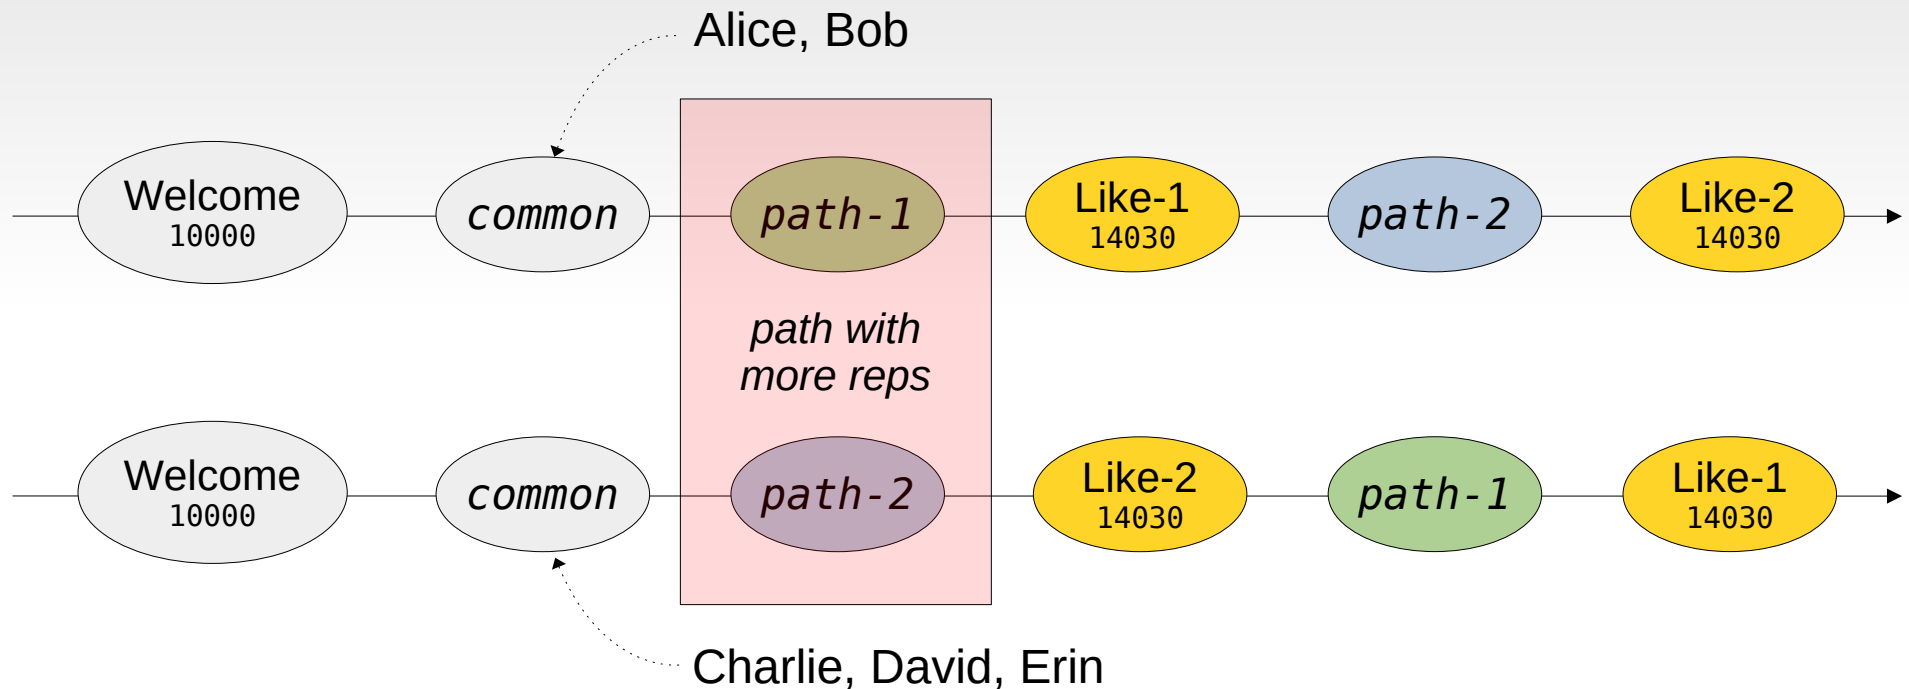 Alice, Bob
Welcome
10000
common
path-1
Like-1
14030
path-2
Like-2
14030
path with
more reps
Welcome
10000
common
path-2
Like-2
14030
path-1
Like-1
14030
Charlie, David, Erin